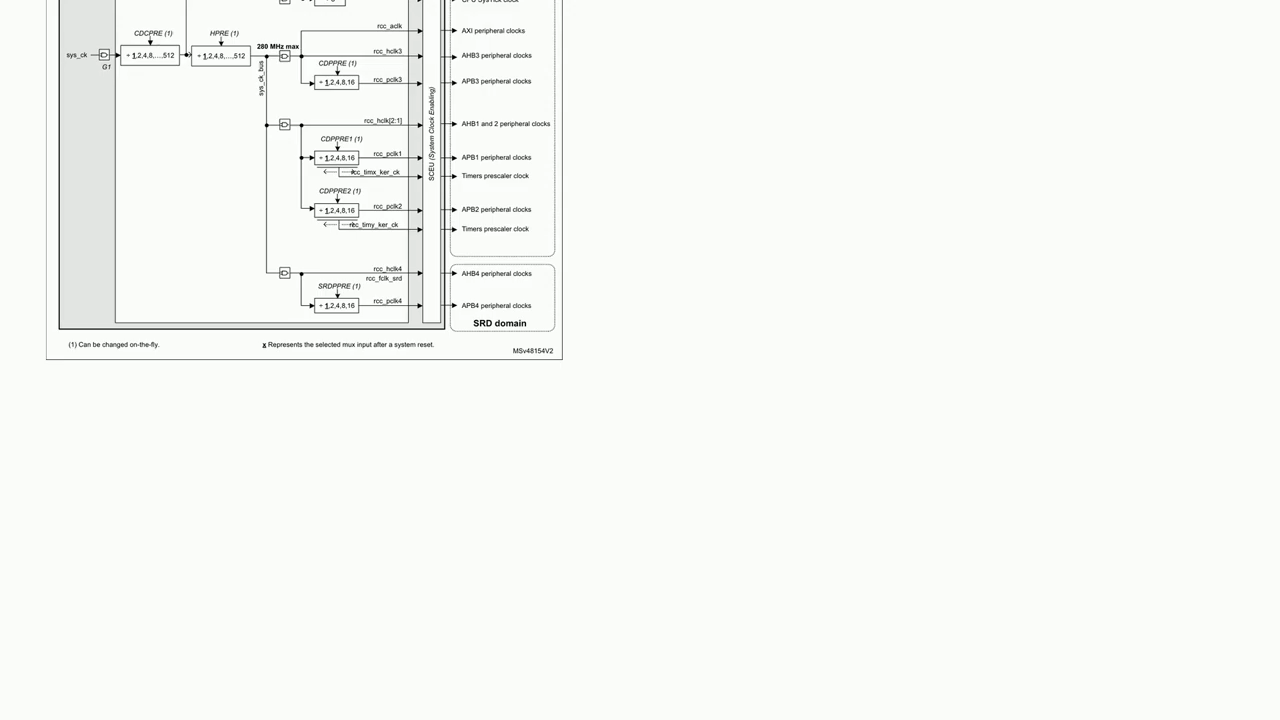 CPU Systick clock
rcc_aclk
AXI peripheral clocks
CDCPRE (1)
HPRE (1)
280 MHz max
rcc_hclk3
sys_ck
÷ 1,2,4,8,...,512
÷ 1,2,4,8,...,512
AHB3 peripheral clocks
G1
CDPPRE (1)
sys_ck_bus
÷ 1,2,4,8,16
rcc_pclk3
APB3 peripheral clocks
SCEU (System Clock Enabling)
rcc_hclk[2:1]
AHB1 and 2 peripheral clocks
CDPPRE1 (1)
÷ 1,2,4,8,16
rcc_pclk1
APB1 peripheral clocks
rcc_timx_ker_ck
Timers prescaler clock
CDPPRE2 (1)
÷ 1,2,4,8,16
rcc_pclk2
APB2 peripheral clocks
rcc_timy_ker_ck
Timers prescaler clock
rcc_hclk4
AHB4 peripheral clocks
rcc_fclk_srd
SRDPPRE (1)
÷ 1,2,4,8,16
rcc_pclk4
APB4 peripheral clocks
SRD domain
(1) Can be changed on-the-fly.
x Represents the selected mux input after a system reset.
MSv48154V2